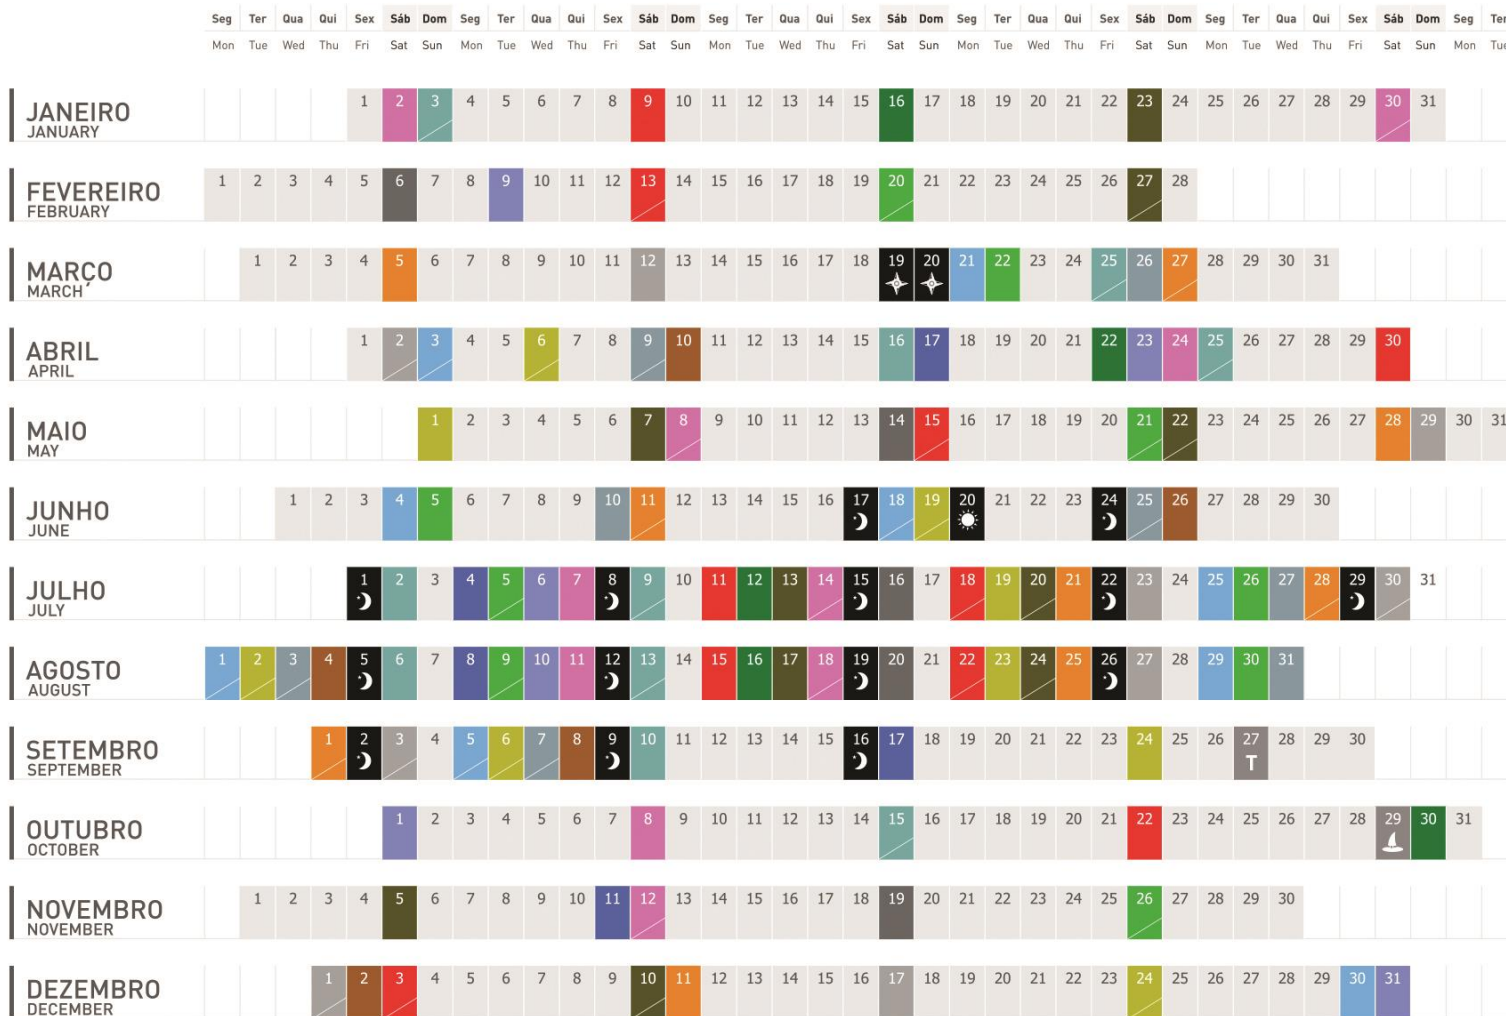 Seg Ter Qua Qui Sex Sáb Dom Seg Ter Qua Qui Sex Sáb Dom Seg Ter Qua Qui Sex Sáb Dom Seg Ter Qua Qui Sex Sáb Dom Seg Ter Qua Qui Sex Sáb Dom Seg Ter
Mon Tue Wed Thu Fri Sat Sun Mon Tue Wed Thu Fri Sat Sun Mon Tue Wed Thu Fri Sat Sun Mon Tue Wed Thu Fri Sat Sun Mon Tue Wed Thu Fri Sat Sun Mon Tue
JANEIRO 1 2 3 4 5 6 7 8 9 10 11 12 13 14 15 16 17 18 19 20 21 22 23 24 25 26 27 28 29 30 31
JANUARY
FEVEREIRO 1 2 3 4 5 6 7 8 9 10 11 12 13 14 15 16 17 18 19 20 21 22 23 24 25 26 27 28
FEBRUARY
MARÇO 1 2 3 4 5 6 7 8 9 10 11 12 13 14 15 16 17 18 19 20 21 22 23 24 25 26 27 28 29 30 31
MARCH
ABRIL 1 2 3 4 5 6 7 8 9 10 11 12 13 14 15 16 17 18 19 20 21 22 23 24 25 26 27 28 29 30
APRIL
MAIO 1 2 3 4 5 6 7 8 9 10 11 12 13 14 15 16 17 18 19 20 21 22 23 24 25 26 27 28 29 30 31
MAY
JUNHO 1 2 3 4 5 6 7 8 9 10 11 12 13 14 15 16 17 18 19 20 21 22 23 24 25 26 27 28 29 30
JUNE
JULHO 1 2 3 4 5 6 7 8 9 10 11 12 13 14 15 16 17 18 19 20 21 22 23 24 25 26 27 28 29 30 31
JULY
AGOSTO 1 2 3 4 5 6 7 8 9 10 11 12 13 14 15 16 17 18 19 20 21 22 23 24 25 26 27 28 29 30 31
AUGUST
SETEMBRO 1 2 3 4 5 6 7 8 9 10 11 12 13 14 15 16 17 18 19 20 21 22 23 24 25 26 27 28 29 30
SEPTEMBER T
OUTUBRO 1 2 3 4 5 6 7 8 9 10 11 12 13 14 15 16 17 18 19 20 21 22 23 24 25 26 27 28 29 30 31
OCTOBER
NOVEMBRO 1 2 3 4 5 6 7 8 9 10 11 12 13 14 15 16 17 18 19 20 21 22 23 24 25 26 27 28 29 30
NOVEMBER
DEZEMBRO 1 2 3 4 5 6 7 8 9 10 11 12 13 14 15 16 17 18 19 20 21 22 23 24 25 26 27 28 29 30 31
DECEMBER